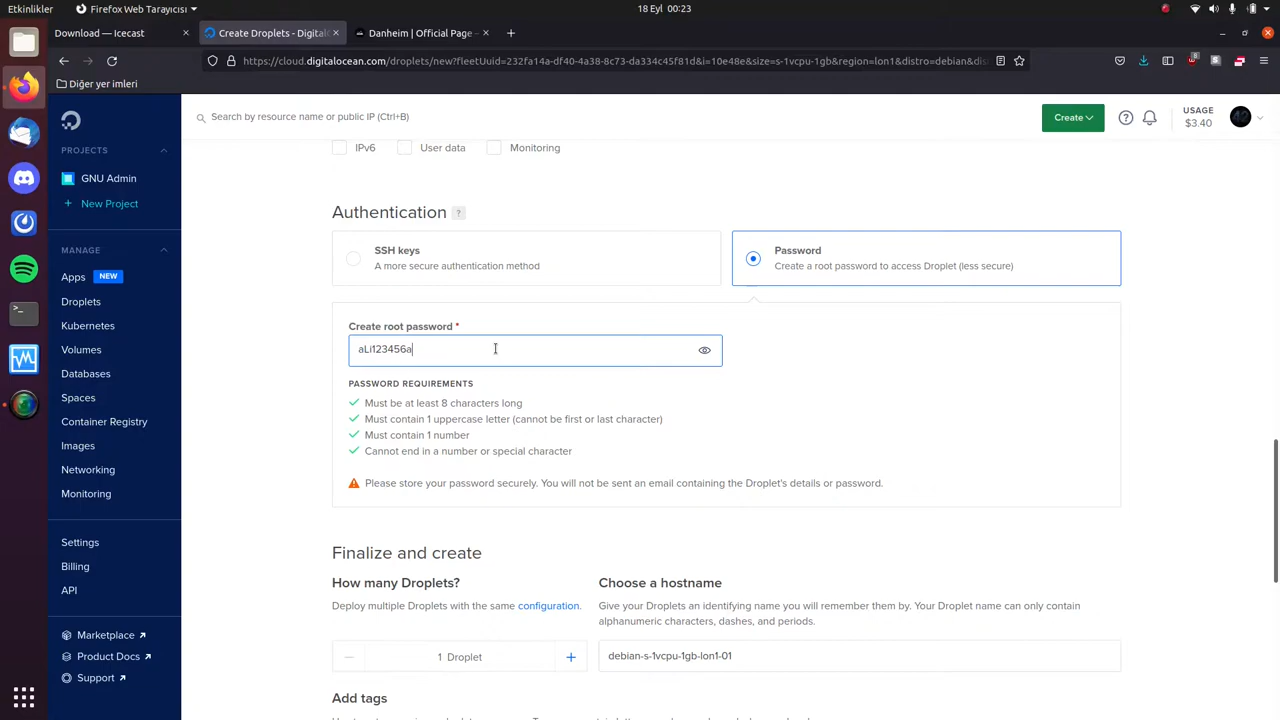 Etkinlikler
Firefox Web Tarayıcısı
18 Eyl 00:23
Download — Icecast
Create Droplets - DigitalOc
Danheim | Official Page -
https://cloud.digitalocean.com/droplets/new?fleetUuid=232fa14a-df40-4a38-8c73-da334c45f81d&i=10e48e&size=s-1vcpu-1gb&region=lon1&distro=debian&dis
Diğer yer imleri
Search by resource name or public IP (Ctrl+B)
Create
USAGE
$3.40
PROJECTS
GNU Admin
+ New Project
MANAGE
Apps NEW
Droplets
Kubernetes
Volumes
Databases
Spaces
Container Registry
Images
Networking
Monitoring
Settings
Billing
API
Marketplace
Product Docs
Support
IPv6
User data
Monitoring
Authentication ?
SSH keys
A more secure authentication method
Password
Create a root password to access Droplet (less secure)
Create root password *
aLi123456a
PASSWORD REQUIREMENTS
Must be at least 8 characters long
Must contain 1 uppercase letter (cannot be first or last character)
Must contain 1 number
Cannot end in a number or special character
Please store your password securely. You will not be sent an email containing the Droplet's details or password.
Finalize and create
How many Droplets?
Deploy multiple Droplets with the same configuration.
1 Droplet
Choose a hostname
Give your Droplets an identifying name you will remember them by. Your Droplet name can only contain
alphanumeric characters, dashes, and periods.
debian-s-1vcpu-1gb-lon1-01
Add tags